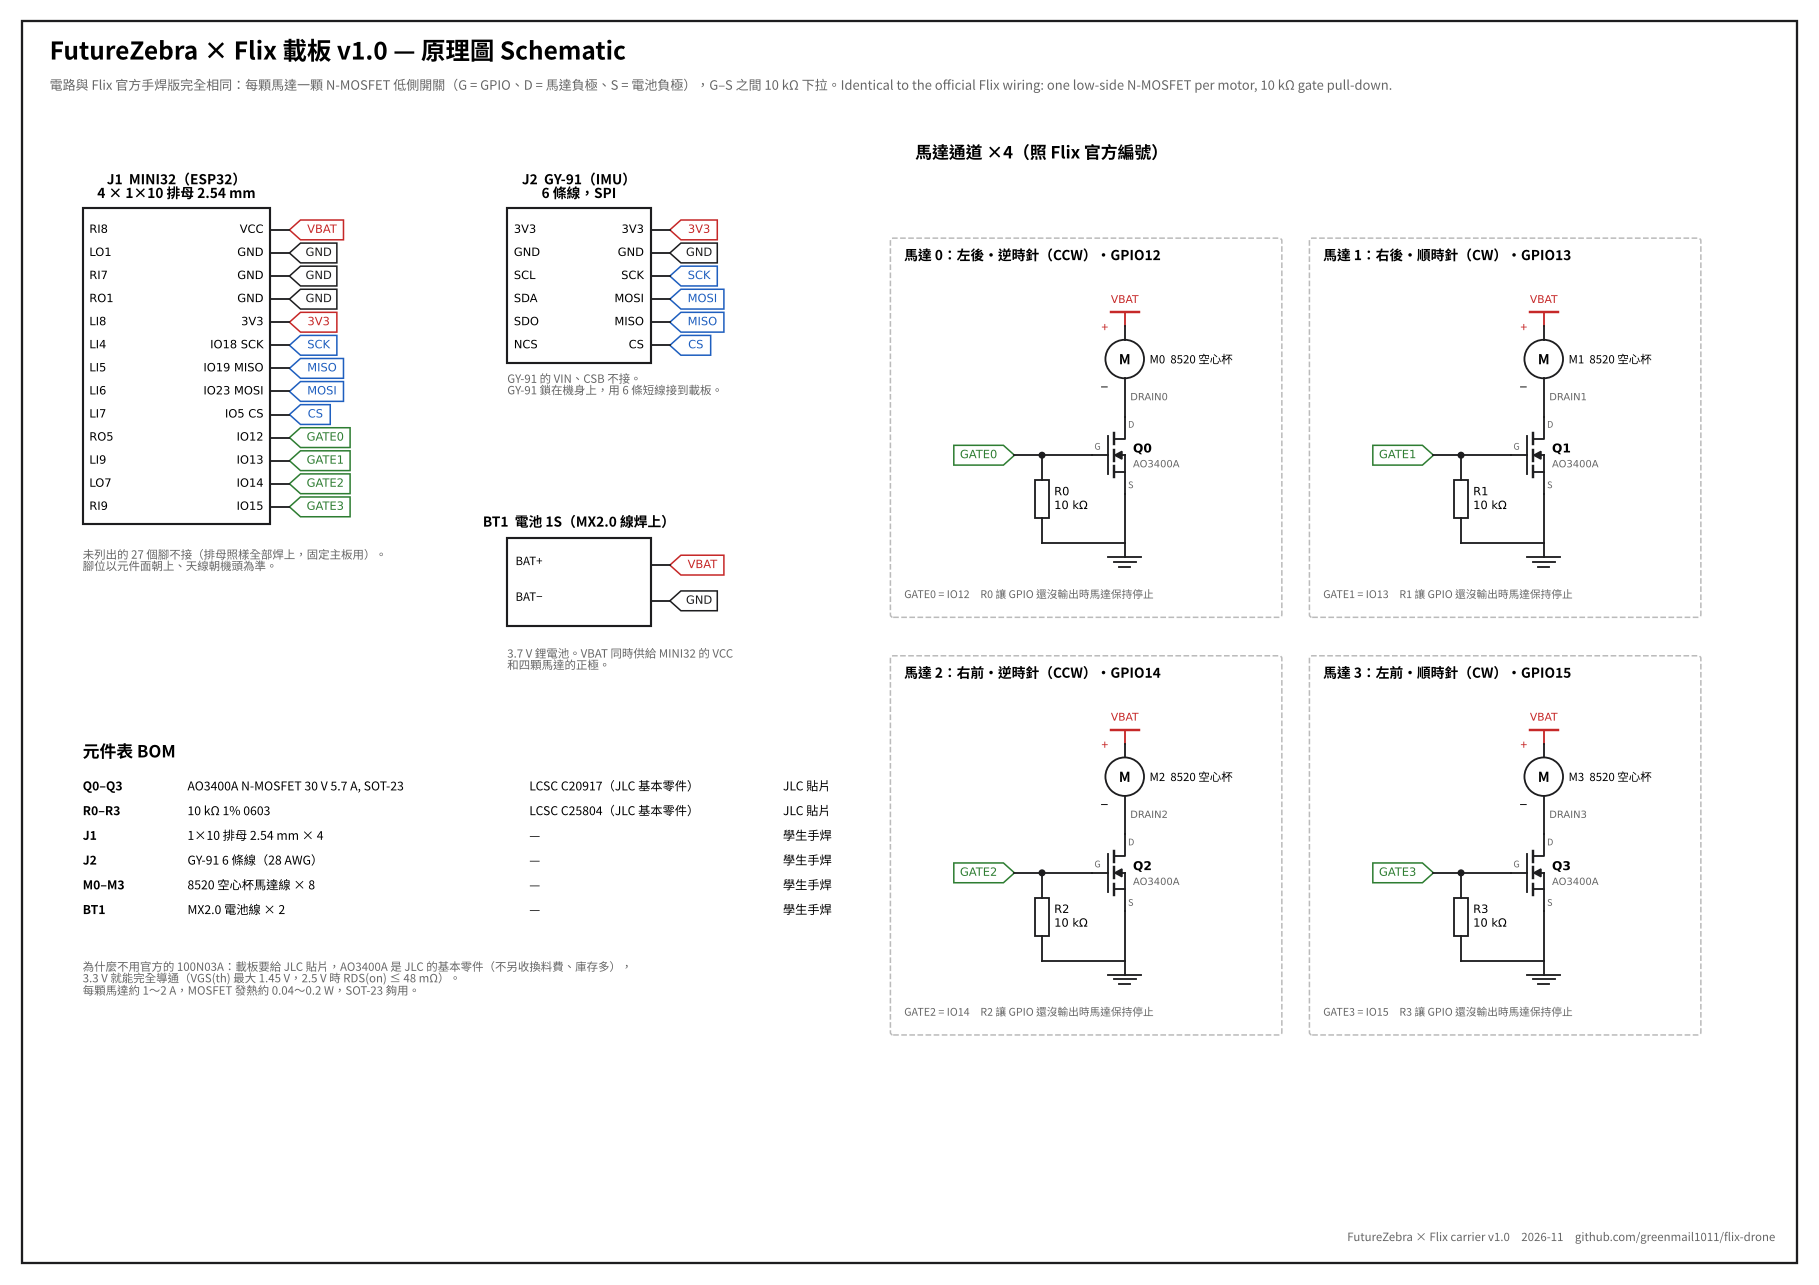 FutureZebra × Flix 載板 v1.0 — 原理圖 Schematic
電路與 Flix 官方手焊版完全相同：每顆馬達一顆 N-MOSFET 低側開關（G = GPIO、D = 馬達負極、S = 電池負極），G–S 之間 10 kΩ 下拉。Identical to the official Flix wiring: one low-side N-MOSFET per motor, 10 kΩ gate pull-down.
J1 MINI32（ESP32）
4 × 1×10 排母 2.54 mm
RI8 VCC VBAT
LO1 GND GND
RI7 GND GND
RO1 GND GND
LI8 3V3 3V3
LI4 IO18 SCK SCK
LI5 IO19 MISO MISO
LI6 IO23 MOSI MOSI
LI7 IO5 CS CS
RO5 IO12 GATE0
LI9 IO13 GATE1
LO7 IO14 GATE2
RI9 IO15 GATE3
未列出的 27 個腳不接（排母照樣全部焊上，固定主板用）。
腳位以元件面朝上、天線朝機頭為準。
J2 GY-91（IMU）
6 條線，SPI
3V3 3V3 3V3
GND GND GND
SCL SCK SCK
SDA MOSI MOSI
SDO MISO MISO
NCS CS CS
GY-91 的 VIN、CSB 不接。
GY-91 鎖在機身上，用 6 條短線接到載板。
BT1 電池 1S（MX2.0 線焊上）
BAT+ VBAT
BAT− GND
3.7 V 鋰電池。VBAT 同時供給 MINI32 的 VCC
和四顆馬達的正極。
馬達通道 ×4（照 Flix 官方編號）
馬達 0：左後・逆時針（CCW）・GPIO12
VBAT
+
M
M0 8520 空心杯
−
DRAIN0
D
G
GATE0
Q0
AO3400A
S
R0
10 kΩ
GATE0 = IO12 R0 讓 GPIO 還沒輸出時馬達保持停止
馬達 1：右後・順時針（CW）・GPIO13
VBAT
+
M
M1 8520 空心杯
−
DRAIN1
D
G
GATE1
Q1
AO3400A
S
R1
10 kΩ
GATE1 = IO13 R1 讓 GPIO 還沒輸出時馬達保持停止
馬達 2：右前・逆時針（CCW）・GPIO14
VBAT
+
M
M2 8520 空心杯
−
DRAIN2
D
G
GATE2
Q2
AO3400A
S
R2
10 kΩ
GATE2 = IO14 R2 讓 GPIO 還沒輸出時馬達保持停止
馬達 3：左前・順時針（CW）・GPIO15
VBAT
+
M
M3 8520 空心杯
−
DRAIN3
D
G
GATE3
Q3
AO3400A
S
R3
10 kΩ
GATE3 = IO15 R3 讓 GPIO 還沒輸出時馬達保持停止
元件表 BOM
Q0–Q3 AO3400A N-MOSFET 30 V 5.7 A, SOT-23 LCSC C20917（JLC 基本零件） JLC 貼片
R0–R3 10 kΩ 1% 0603 LCSC C25804（JLC 基本零件） JLC 貼片
J1 1×10 排母 2.54 mm × 4 — 學生手焊
J2 GY-91 6 條線（28 AWG） — 學生手焊
M0–M3 8520 空心杯馬達線 × 8 — 學生手焊
BT1 MX2.0 電池線 × 2 — 學生手焊
為什麼不用官方的 100N03A：載板要給 JLC 貼片，AO3400A 是 JLC 的基本零件（不另收換料費、庫存多），
3.3 V 就能完全導通（VGS(th) 最大 1.45 V，2.5 V 時 RDS(on) ≤ 48 mΩ）。
每顆馬達約 1～2 A，MOSFET 發熱約 0.04～0.2 W，SOT-23 夠用。
FutureZebra × Flix carrier v1.0 2026-11 github.com/greenmail1011/flix-drone